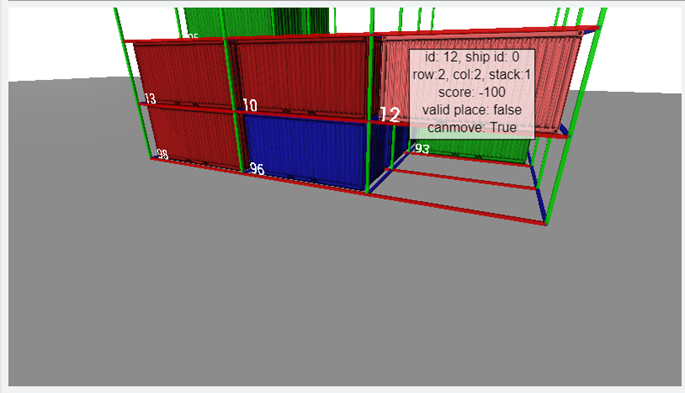 id: 12, ship id: 0
row:2, col:2, stack:1
score: -100
valid place: false
canmove: True
13
10
12
98
96
93